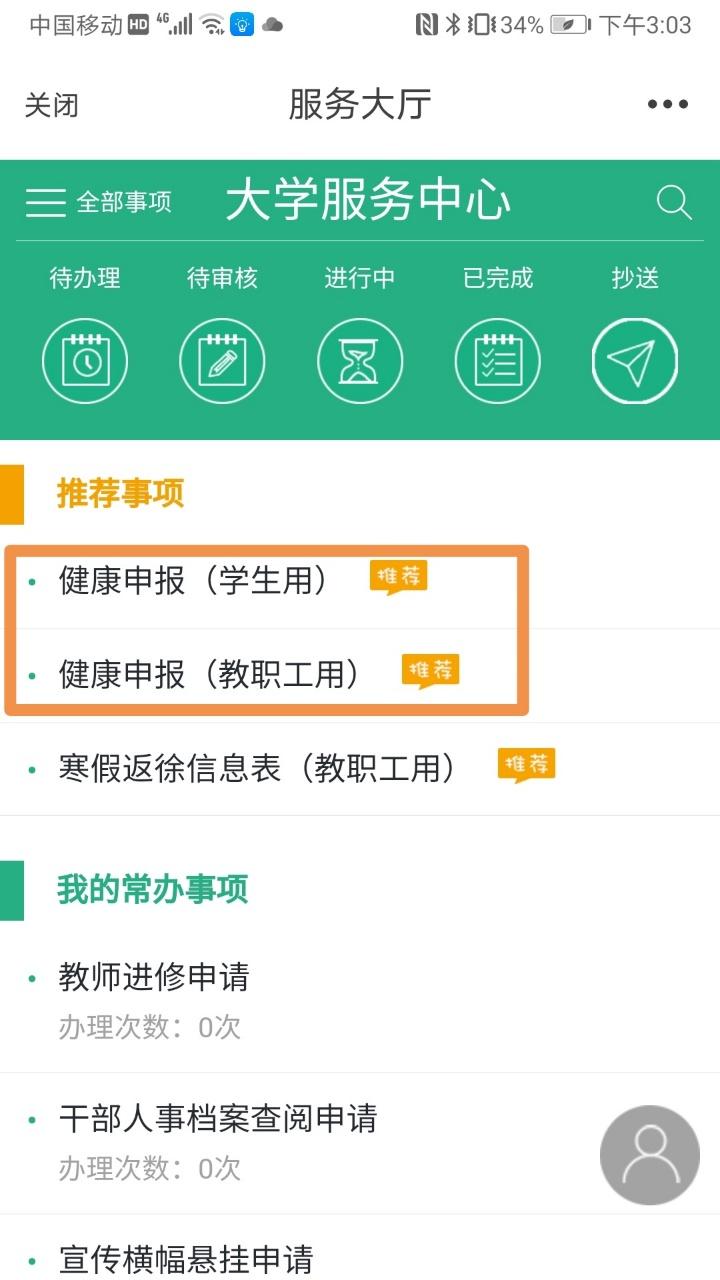 中国移动 HD 4G 34% 下午3:03
关闭 服务大厅
全部事项 大学服务中心
待办理 待审核 进行中 已完成 抄送
推荐事项
健康申报（学生用） 推荐
健康申报（教职工用） 推荐
寒假返徐信息表（教职工用） 推荐
我的常办事项
教师进修申请
办理次数：0次
干部人事档案查阅申请
办理次数：0次
宣传横幅悬挂申请